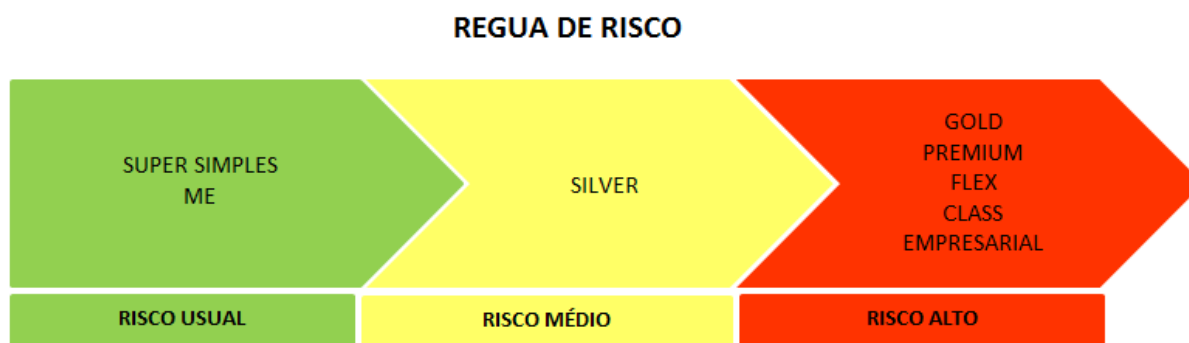 REGUA DE RISCO
SUPER SIMPLES
ME
SILVER
GOLD
PREMIUM
FLEX
CLASS
EMPRESARIAL
RISCO USUAL
RISCO MÉDIO
RISCO ALTO